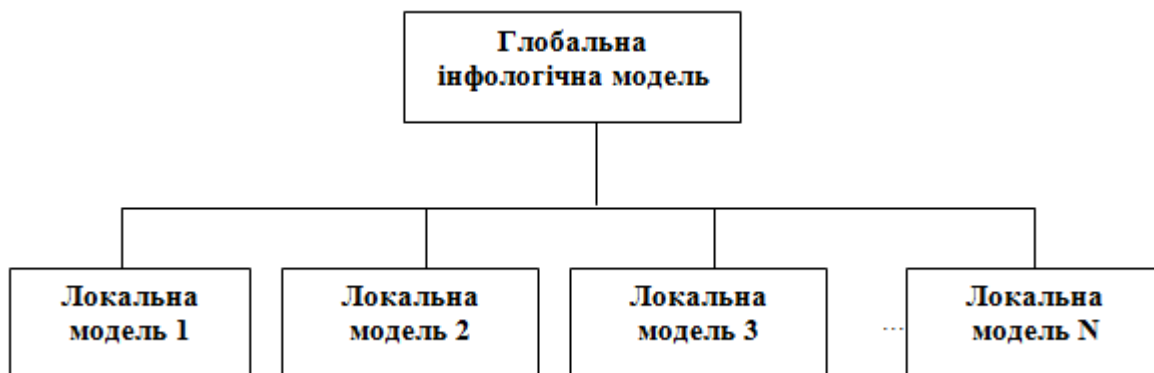 Глобальна
інфологічна модель
Локальна
модель 1
Локальна
модель 2
Локальна
модель 3
...
Локальна
модель N